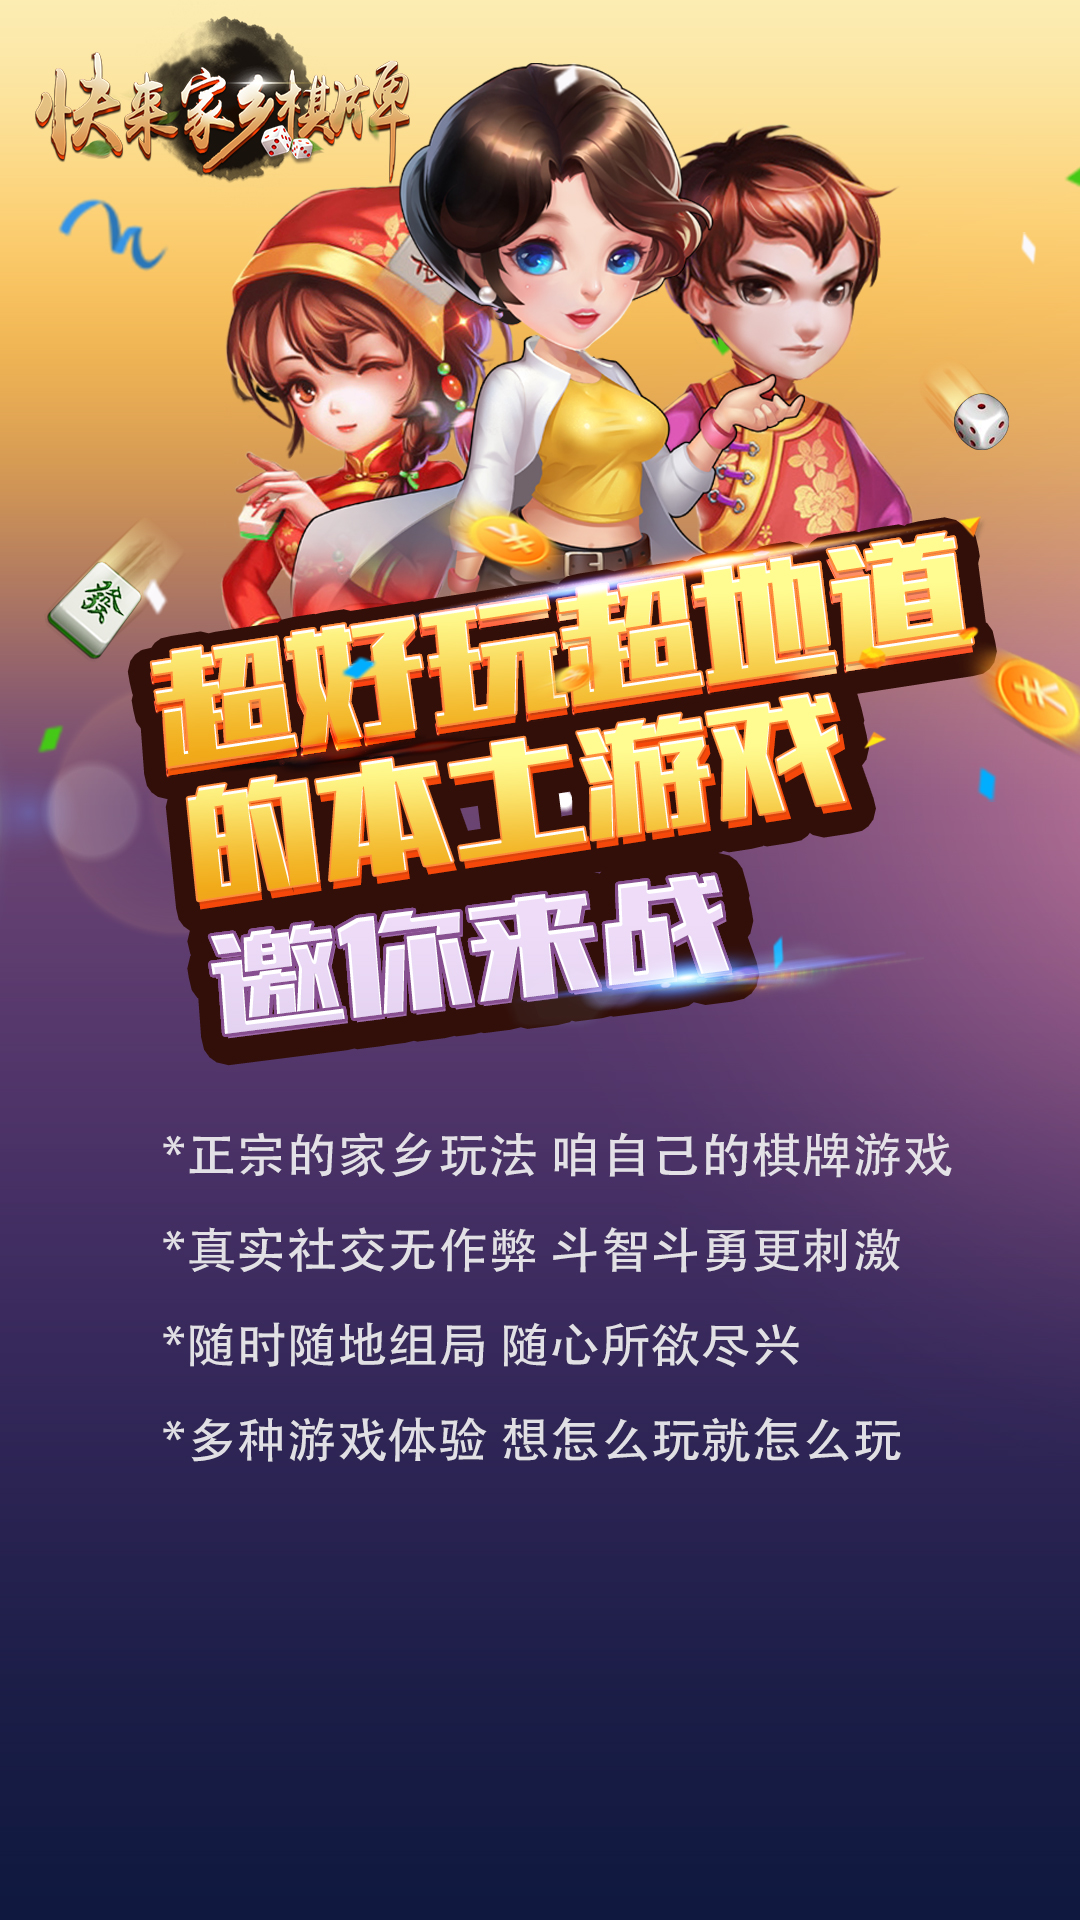 快来家乡棋牌
發
發
超好玩超地道
的本土游戏
邀你来战
*正宗的家乡玩法 咱自己的棋牌游戏
*真实社交无作弊 斗智斗勇更刺激
*随时随地组局 随心所欲尽兴
*多种游戏体验 想怎么玩就怎么玩